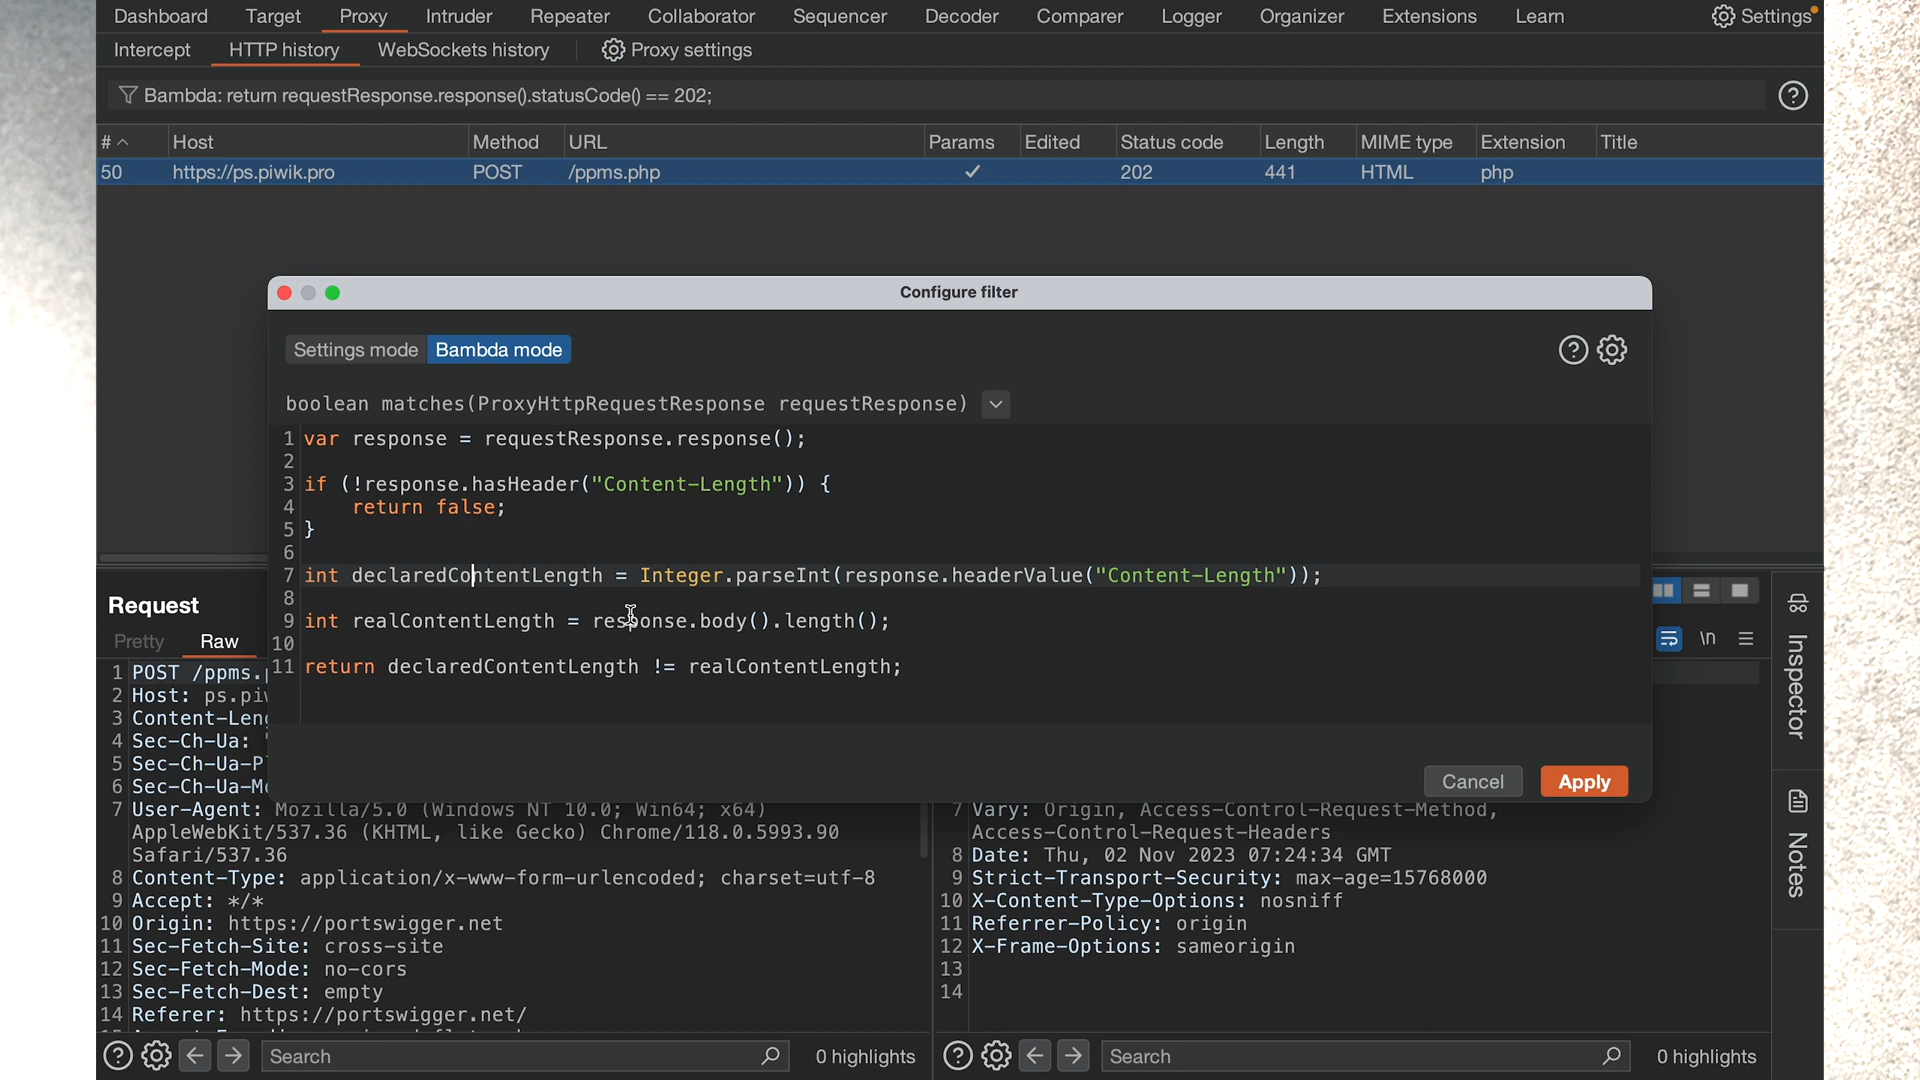 Dashboard Target Proxy Intruder Repeater Collaborator Sequencer Decoder Comparer Logger Organizer Extensions Learn Settings
Intercept HTTP history WebSockets history Proxy settings
Bambda: return requestResponse.response().statusCode() == 202;
# Host Method URL Params Edited Status code Length MIME type Extension Title
50 https://ps.piwik.pro POST /ppms.php ✓ 202 441 HTML php
Configure filter
Settings mode Bambda mode
boolean matches(ProxyHttpRequestResponse requestResponse)
1 var response = requestResponse.response();
2
3 if (!response.hasHeader("Content-Length")) {
4 return false;
5 }
6
7 int declaredContentLength = Integer.parseInt(response.headerValue("Content-Length"));
8
9 int realContentLength = response.body().length();
10
11 return declaredContentLength != realContentLength;
Cancel Apply
Request
Pretty Raw
\n
1 POST /ppms.
2 Host: ps.piw
3 Content-Len
4 Sec-Ch-Ua:
5 Sec-Ch-Ua-P
6 Sec-Ch-Ua-Mo
7 User-Agent: Mozilla/5.0 (Windows NT 10.0; Win64; x64)
AppleWebKit/537.36 (KHTML, like Gecko) Chrome/118.0.5993.90
Safari/537.36
8 Content-Type: application/x-www-form-urlencoded; charset=utf-8
9 Accept: */*
10 Origin: https://portswigger.net
11 Sec-Fetch-Site: cross-site
12 Sec-Fetch-Mode: no-cors
13 Sec-Fetch-Dest: empty
14 Referer: https://portswigger.net/
7 Vary: Origin, Access-Control-Request-Method,
Access-Control-Request-Headers
8 Date: Thu, 02 Nov 2023 07:24:34 GMT
9 Strict-Transport-Security: max-age=15768000
10 X-Content-Type-Options: nosniff
11 Referrer-Policy: origin
12 X-Frame-Options: sameorigin
13
14
Inspector
Notes
Search 0 highlights
Search 0 highlights